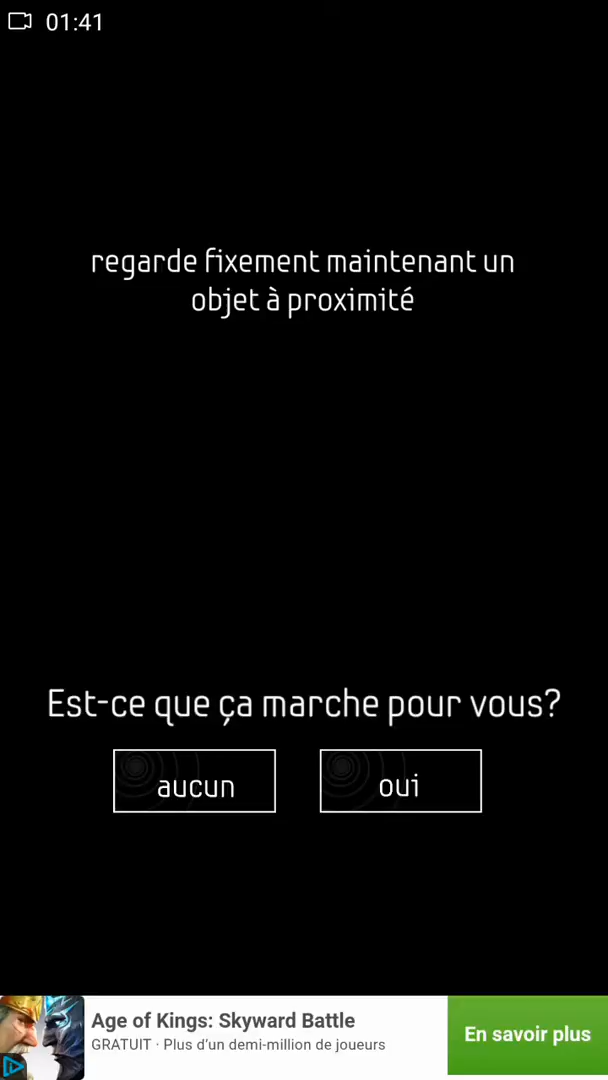 01:41
regarde fixement maintenant un
objet à proximité
Est-ce que ça marche pour vous?
aucun
oui
Age of Kings: Skyward Battle
GRATUIT · Plus d'un demi-million de joueurs
En savoir plus